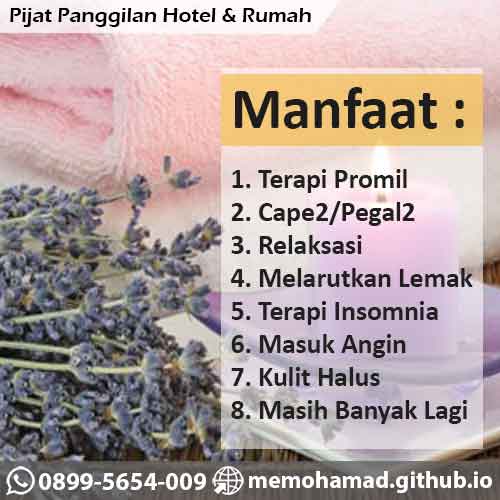 Pijat Panggilan Hotel & Rumah
Manfaat :
1. Terapi Promil
2. Cape2/Pegal2
3. Relaksasi
4. Melarutkan Lemak
5. Terapi Insomnia
6. Masuk Angin
7. Kulit Halus
8. Masih Banyak Lagi
0899-5654-009 memohamad.github.io